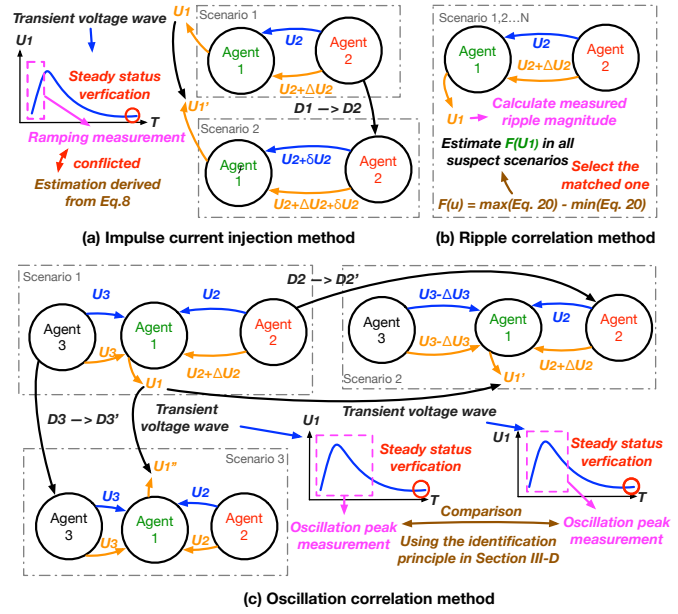 Transient voltage wave
U1
Steady status
verfication
T
Ramping measurement
conflicted
Estimation derived
from Eq.8
Scenario 1
U1
Agent
1
U2
Agent
2
U2+ΔU2
U1'
D1 —> D2
Scenario 2
Agent
1
U2+δU2
Agent
2
U2+ΔU2+δU2
(a) Impulse current injection method
Scenario 1,2...N
Agent
1
U2
Agent
2
U2+ΔU2
U1
Calculate measured
ripple magnitude
Estimate F(U1) in all
suspect scenarios
Select the
matched one
F(u) = max(Eq. 20) - min(Eq. 20)
(b) Ripple correlation method
Scenario 1
D2 —> D2'
Agent
3
U3
Agent
1
U2
Agent
2
U3
U2+ΔU2
U1
Agent
3
U3-ΔU3
Agent
1
U2
Agent
2
U3-ΔU3
U2+ΔU2
U1'
Scenario 2
D3 —> D3'
Transient
voltage wave
Transient voltage wave
Scenario 3
U1"
Agent
3
U3
Agent
1
U2
Agent
2
U3
U2
U1
Steady status
verfication
T
Oscillation peak
measurement
Comparison
Using the identification
principle in Section III-D
U1
Steady status
verfication
T
Oscillation peak
measurement
(c) Oscillation correlation method